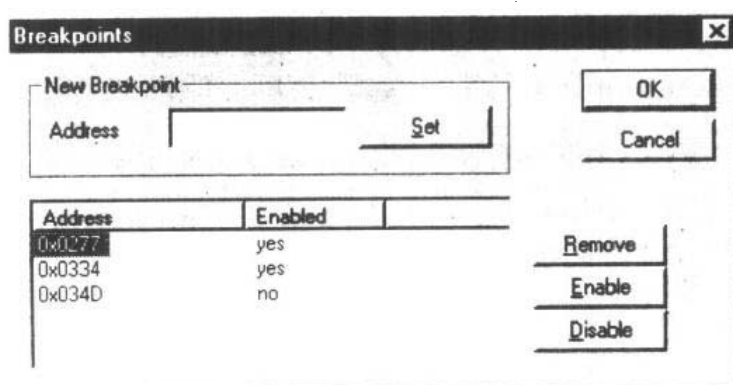 Breakpoints
New Breakpoint
Address
Set
OK
Cancel
Address Enabled
0x0277 yes
0x0334 yes
0x034D no
Remove
Enable
Disable